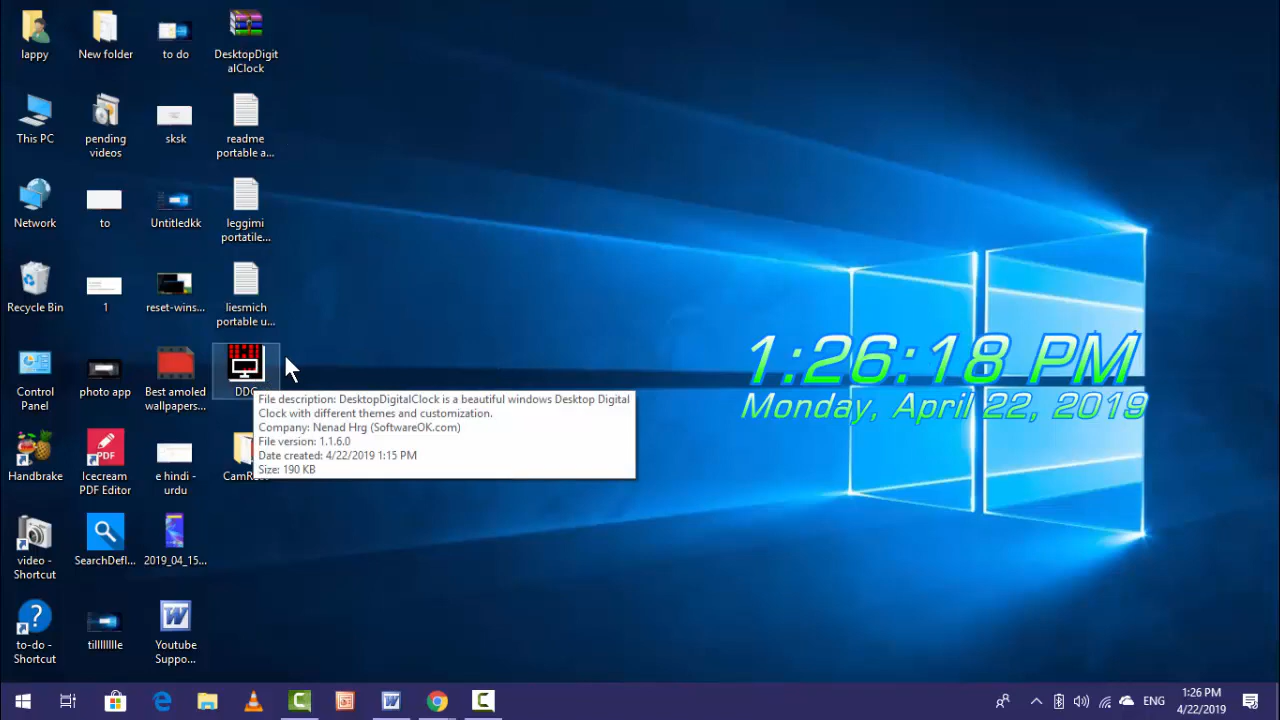 lappy
New folder
to do
DesktopDigit
alClock
This PC
pending
videos
sksk
readme
portable a...
Network
to
Untitledkk
leggimi
portatile...
Recycle Bin
1
reset-wins...
liesmich
portable u...
Control
Panel
photo app
Best amoled
wallpapers...
File description: DesktopDigitalClock is a beautiful windows Desktop Digital
Clock with different themes and customization.
Company: Nenad Hrg (SoftwareOK.com)
File version: 1.1.6.0
Date created: 4/22/2019 1:15 PM
Size: 190 KB
Handbrake
PDF
Icecream
PDF Editor
e hindi -
urdu
video -
Shortcut
SearchDefl...
2019_04_15...
to-do -
Shortcut
Youtube
Suppo...
1:26:18 PM
Monday, April 22, 2019
ENG
1:26 PM
4/22/2019